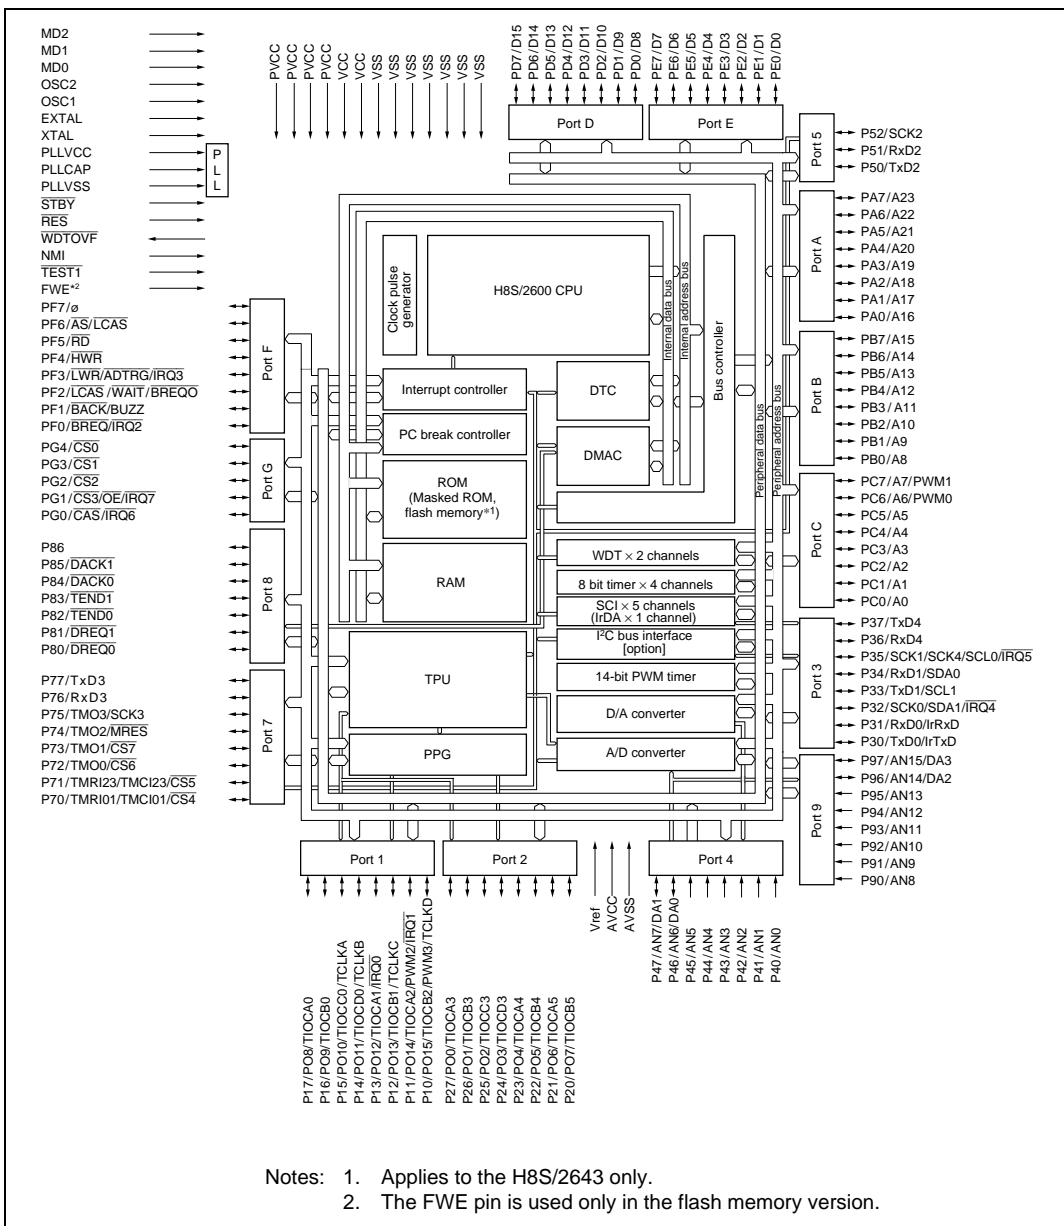 MD2
MD1
MD0
OSC2
OSC1
EXTAL
XTAL
PLLVCC
PLLCAP
PLLVSS
STBY
RES
WDTOVF
NMI
TEST1
FWE*2
P
L
L
PVCC
PVCC
PVCC
PVCC
VCC
VCC
VSS
VSS
VSS
VSS
VSS
VSS
VSS
PD7/D15
PD6/D14
PD5/D13
PD4/D12
PD3/D11
PD2/D10
PD1/D9
PD0/D8
PE7/D7
PE6/D6
PE5/D5
PE4/D4
PE3/D3
PE2/D2
PE1/D1
PE0/D0
Port D
Port E
Port 5
P52/SCK2
P51/RxD2
P50/TxD2
Port A
PA7/A23
PA6/A22
PA5/A21
PA4/A20
PA3/A19
PA2/A18
PA1/A17
PA0/A16
Port B
PB7/A15
PB6/A14
PB5/A13
PB4/A12
PB3/A11
PB2/A10
PB1/A9
PB0/A8
Port C
PC7/A7/PWM1
PC6/A6/PWM0
PC5/A5
PC4/A4
PC3/A3
PC2/A2
PC1/A1
PC0/A0
Port 3
P37/TxD4
P36/RxD4
P35/SCK1/SCK4/SCL0/IRQ5
P34/RxD1/SDA0
P33/TxD1/SCL1
P32/SCK0/SDA1/IRQ4
P31/RxD0/IrRxD
P30/TxD0/IrTxD
Port 9
P97/AN15/DA3
P96/AN14/DA2
P95/AN13
P94/AN12
P93/AN11
P92/AN10
P91/AN9
P90/AN8
PF7/ø
PF6/AS/LCAS
PF5/RD
PF4/HWR
PF3/LWR/ADTRG/IRQ3
PF2/LCAS/WAIT/BREQO
PF1/BACK/BUZZ
PF0/BREQ/IRQ2
Port F
PG4/CS0
PG3/CS1
PG2/CS2
PG1/CS3/OE/IRQ7
PG0/CAS/IRQ6
Port G
P86
P85/DACK1
P84/DACK0
P83/TEND1
P82/TEND0
P81/DREQ1
P80/DREQ0
Port 8
P77/TxD3
P76/RxD3
P75/TMO3/SCK3
P74/TMO2/MRES
P73/TMO1/CS7
P72/TMO0/CS6
P71/TMRI23/TMCI23/CS5
P70/TMRI01/TMCI01/CS4
Port 7
Clock pulse
generator
H8S/2600 CPU
Internal data bus
Internal address bus
Bus controller
Peripheral data bus
Peripheral address bus
Interrupt controller
PC break controller
DTC
DMAC
ROM
(Masked ROM,
flash memory*1)
RAM
WDT × 2 channels
8 bit timer × 4 channels
SCI × 5 channels
(IrDA × 1 channel)
I2C bus interface
[option]
14-bit PWM timer
D/A converter
A/D converter
TPU
PPG
Port 1
Port 2
Port 4
P17/PO8/TIOCA0
P16/PO9/TIOCB0
P15/PO10/TIOCC0/TCLKA
P14/PO11/TIOCD0/TCLKB
P13/PO12/TIOCA1/IRQ0
P12/PO13/TIOCB1/TCLKC
P11/PO14/TIOCA2/PWM2/IRQ1
P10/PO15/TIOCB2/PWM3/TCLKD
P27/PO0/TIOCA3
P26/PO1/TIOCB3
P25/PO2/TIOCC3
P24/PO3/TIOCD3
P23/PO4/TIOCA4
P22/PO5/TIOCB4
P21/PO6/TIOCA5
P20/PO7/TIOCB5
Vref
AVCC
AVSS
P47/AN7/DA1
P46/AN6/DA0
P45/AN5
P44/AN4
P43/AN3
P42/AN2
P41/AN1
P40/AN0
Notes: 1. Applies to the H8S/2643 only.
2. The FWE pin is used only in the flash memory version.